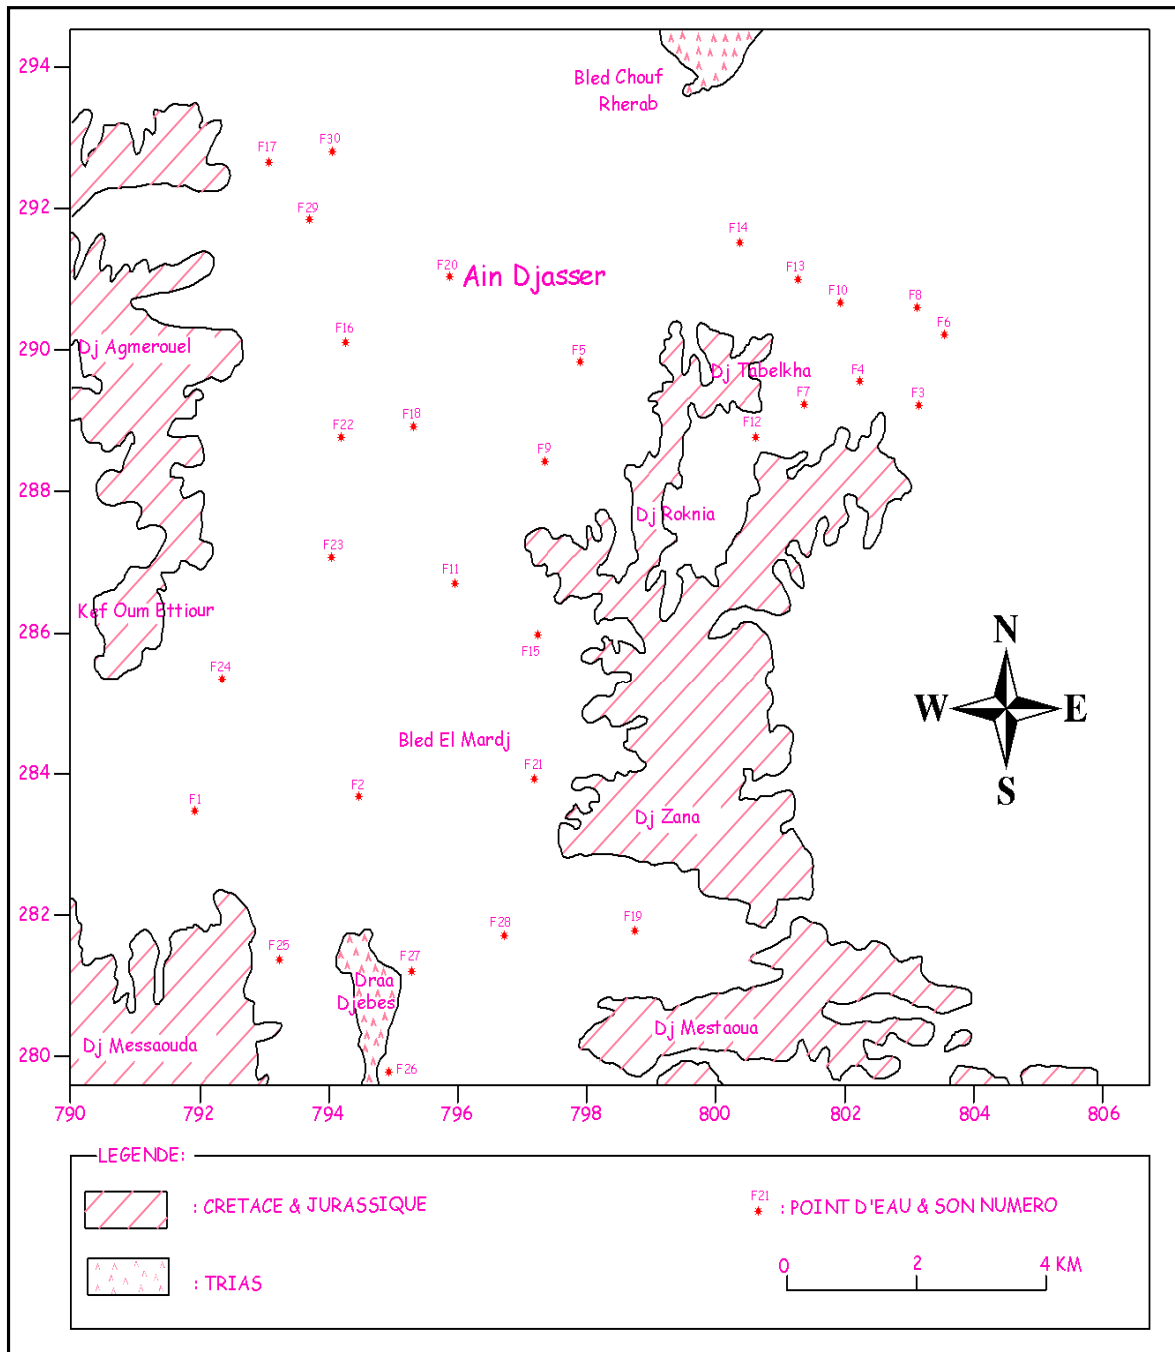 294
Bled Chouf
Rherab
F17
F30
292
F29
F14
F20
Ain Djasser
F13
F10
F8
F6
F16
290
Dj Agmerouel
F5
Dj Tabelkha
F4
F7
F3
F18
F22
F12
F9
288
Dj Roknia
F23
F11
Kef Oum Ettiour
286
F15
N
F24
W
E
Bled El Mardj
284
F21
S
F2
F1
Dj Zana
282
F28
F19
F25
F27
Draa
Djebes
Dj Mestaoua
Dj Messaouda
280
F26
790
792
794
796
798
800
802
804
806
LEGENDE:
: CRETACE & JURASSIQUE
F21
: POINT D'EAU & SON NUMERO
: TRIAS
0
2
4 KM